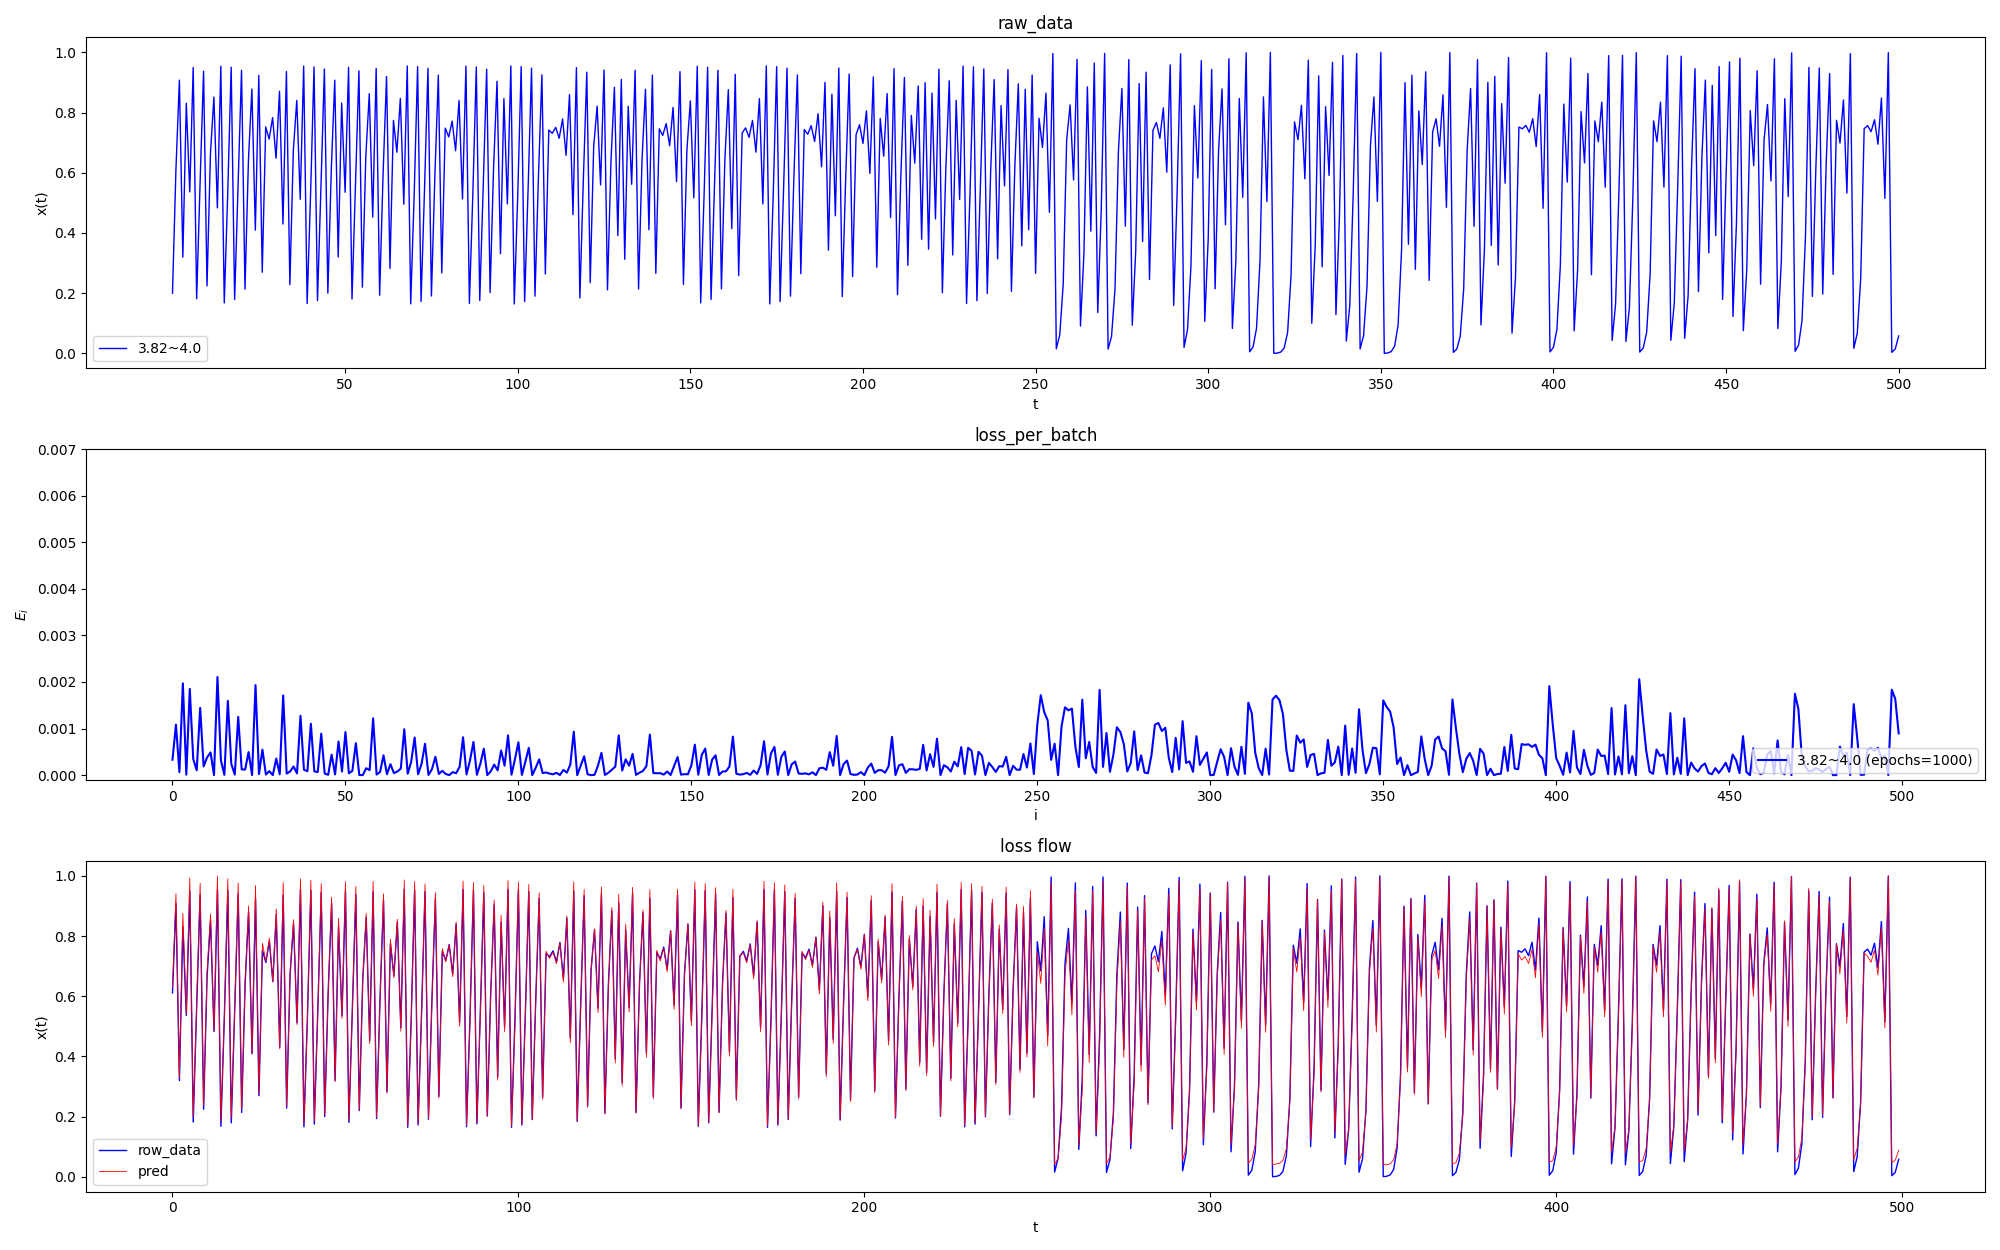 raw_data
1.0
0.8
0.6
0.4
0.2
0.0
x(t)
3.82~4.0
50 100 150 200 250 300 350 400 450 500
t
loss_per_batch
0.007
0.006
0.005
0.004
0.003
0.002
0.001
0.000
E_i
3.82~4.0 (epochs=1000)
0 50 100 150 200 250 300 350 400 450 500
i
loss flow
1.0
0.8
0.6
0.4
0.2
0.0
x(t)
row_data
pred
0 100 200 300 400 500
t